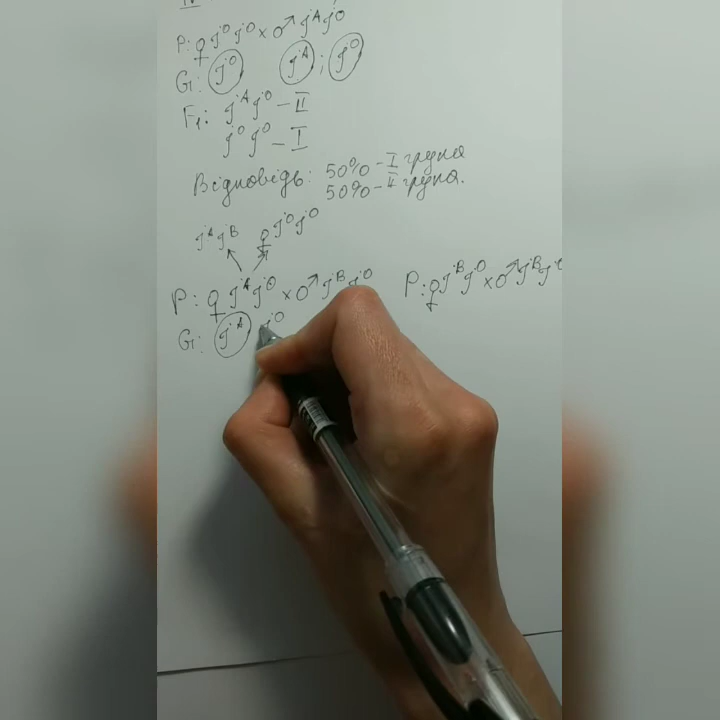 P: ♀ J⁰J⁰ × ♂ JᴬJ⁰
G: J⁰ Jᴬ ; J⁰
F₁: JᴬJ⁰ – II
J⁰J⁰ – I
Відповідь: 50% – I група
50% – II група.
JᴬJᴮ ♀ J⁰J⁰
P: ♀ JᴬJ⁰ × ♂ JᴮJ⁰ P: ♀ JᴮJ⁰ × ♂ JᴮJ
G: Jᴬ J⁰